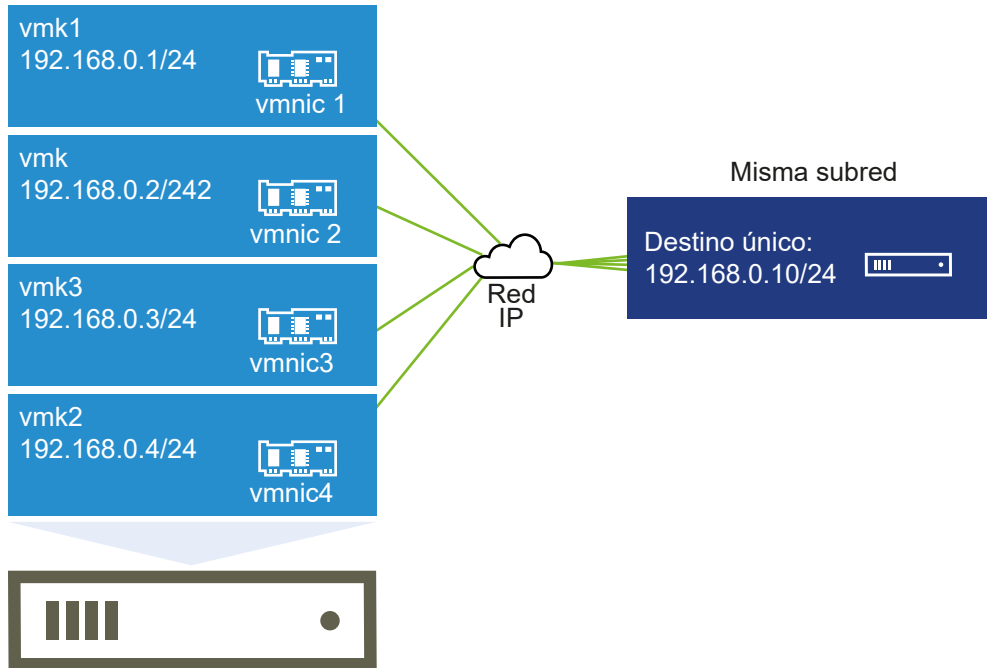 vmk1
192.168.0.1/24
vmnic 1
vmk
192.168.0.2/242
vmnic 2
vmk3
192.168.0.3/24
vmnic3
vmk2
192.168.0.4/24
vmnic4
Red
IP
Misma subred
Destino único:
192.168.0.10/24